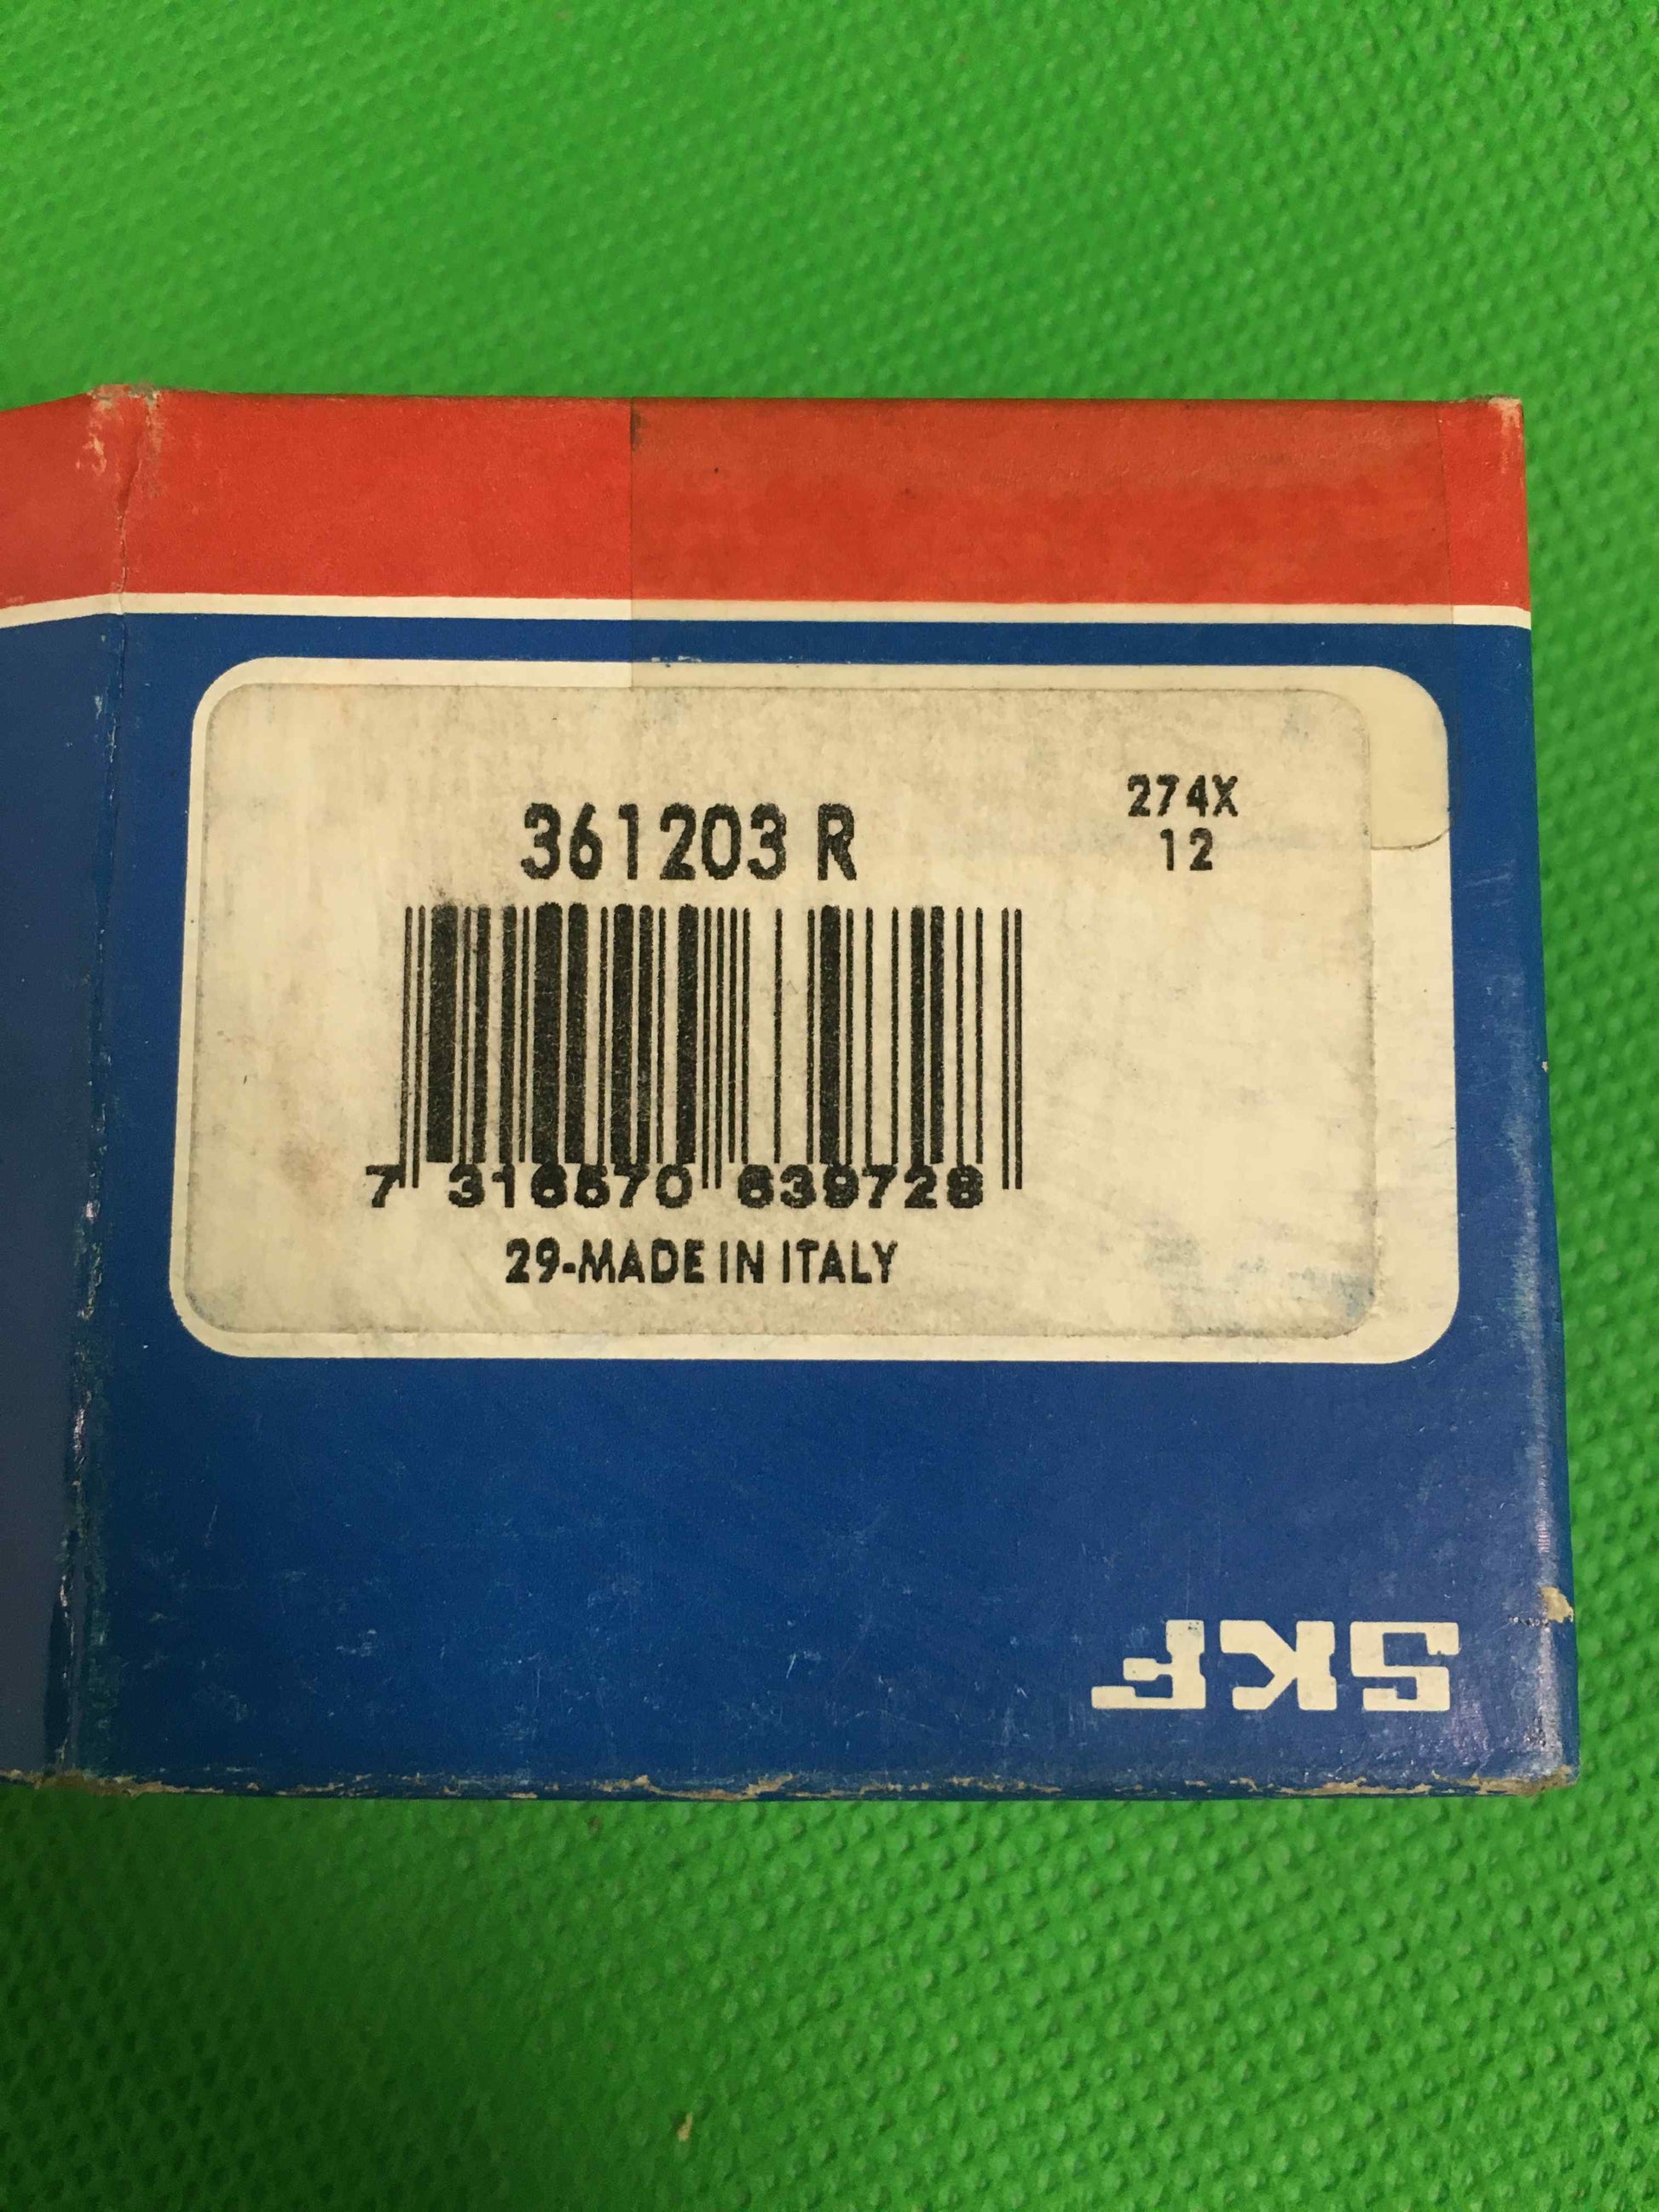 361203 R
274X
12
7 316570 639728
29-MADE IN ITALY
SKF